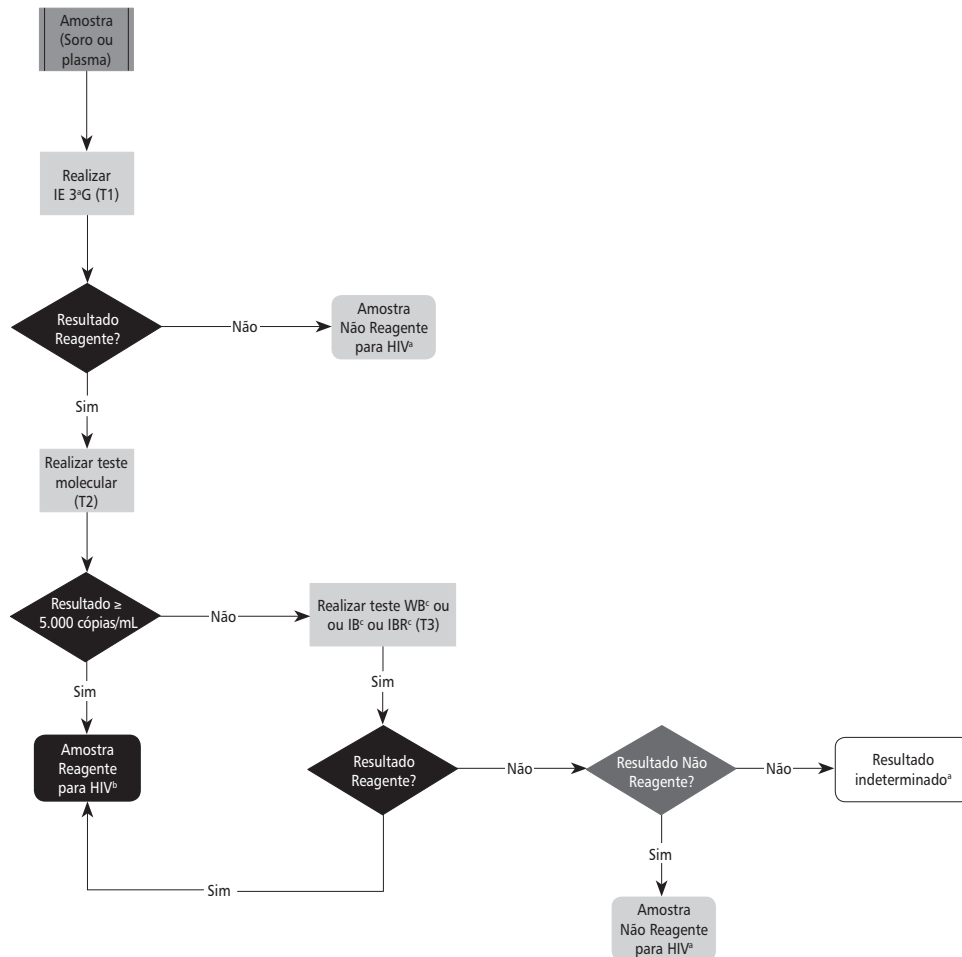 Amostra
(Soro ou
plasma)
Realizar
IE 3ªG (T1)
Resultado
Reagente?
Não
Amostra
Não Reagente
para HIVª
Sim
Realizar teste
molecular
(T2)
Resultado ≥
5.000 cópias/mL
Não
Realizar teste WBᶜ ou
ou IBᶜ ou IBRᶜ (T3)
Sim
Sim
Amostra
Reagente
para HIVᵇ
Resultado
Reagente?
Não
Resultado Não
Reagente?
Não
Resultado
indeterminadoª
Sim
Sim
Amostra
Não Reagente
para HIVª